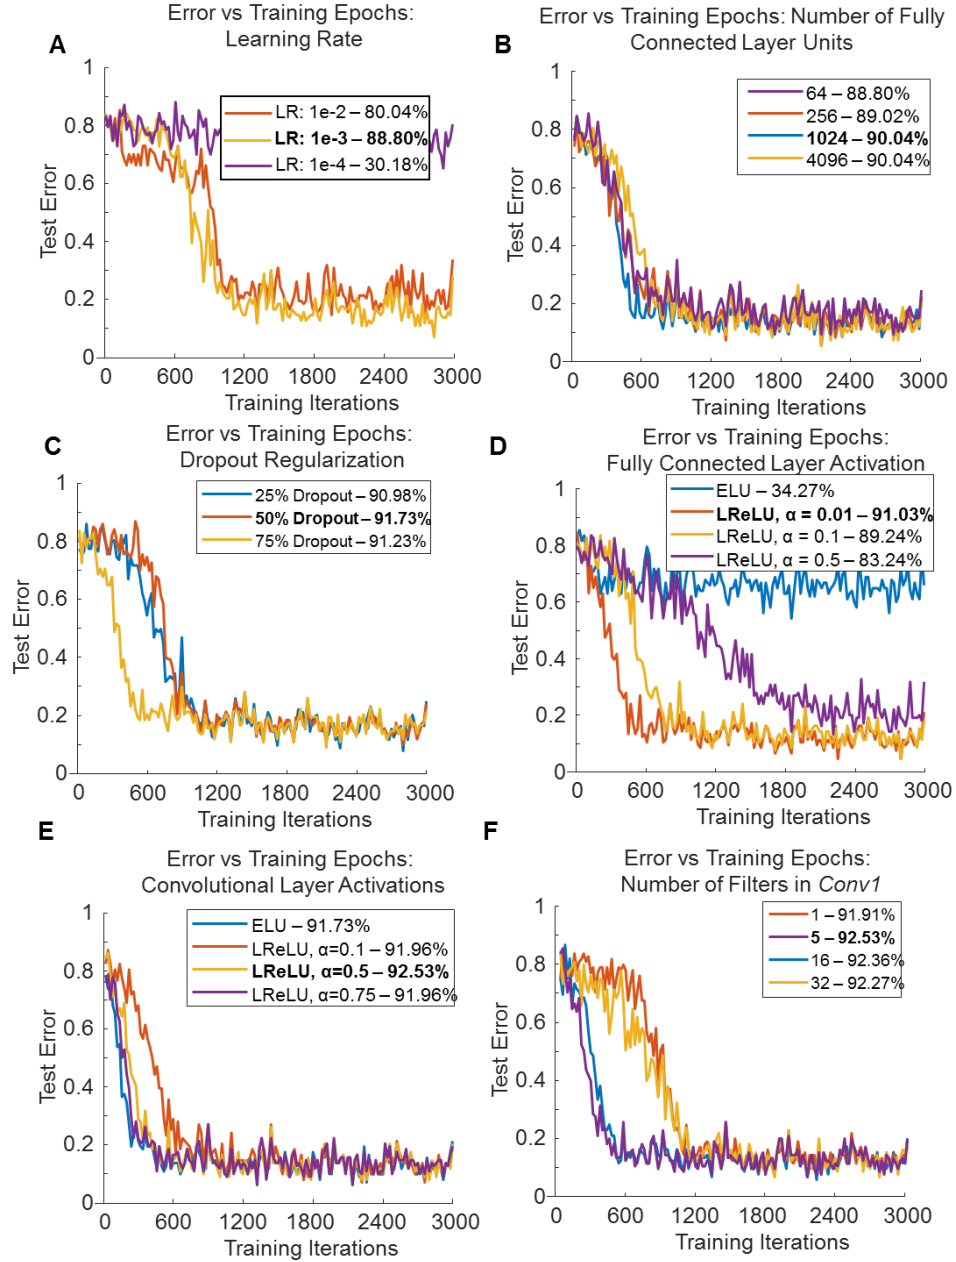 A
Error vs Training Epochs:
Learning Rate
1
0.8
0.6
0.4
0.2
0
Test Error
LR: 1e-2 – 80.04%
LR: 1e-3 – 88.80%
LR: 1e-4 – 30.18%
0 600 1200 1800 2400 3000
Training Iterations
B
Error vs Training Epochs: Number of Fully
Connected Layer Units
1
0.8
0.6
0.4
0.2
0
Test Error
64 – 88.80%
256 – 89.02%
1024 – 90.04%
4096 – 90.04%
0 600 1200 1800 2400 3000
Training Iterations
C
Error vs Training Epochs:
Dropout Regularization
1
0.8
0.6
0.4
0.2
0
Test Error
25% Dropout – 90.98%
50% Dropout – 91.73%
75% Dropout – 91.23%
0 600 1200 1800 2400 3000
Training Iterations
D
Error vs Training Epochs:
Fully Connected Layer Activation
1
0.8
0.6
0.4
0.2
0
Test Error
ELU – 34.27%
LReLU, α = 0.01 – 91.03%
LReLU, α = 0.1 – 89.24%
LReLU, α = 0.5 – 83.24%
0 600 1200 1800 2400 3000
Training Iterations
E
Error vs Training Epochs:
Convolutional Layer Activations
1
0.8
0.6
0.4
0.2
0
Test Error
ELU – 91.73%
LReLU, α=0.1 – 91.96%
LReLU, α=0.5 – 92.53%
LReLU, α=0.75 – 91.96%
0 600 1200 1800 2400 3000
Training Iterations
F
Error vs Training Epochs:
Number of Filters in Conv1
1
0.8
0.6
0.4
0.2
0
Test Error
1 – 91.91%
5 – 92.53%
16 – 92.36%
32 – 92.27%
0 600 1200 1800 2400 3000
Training Iterations